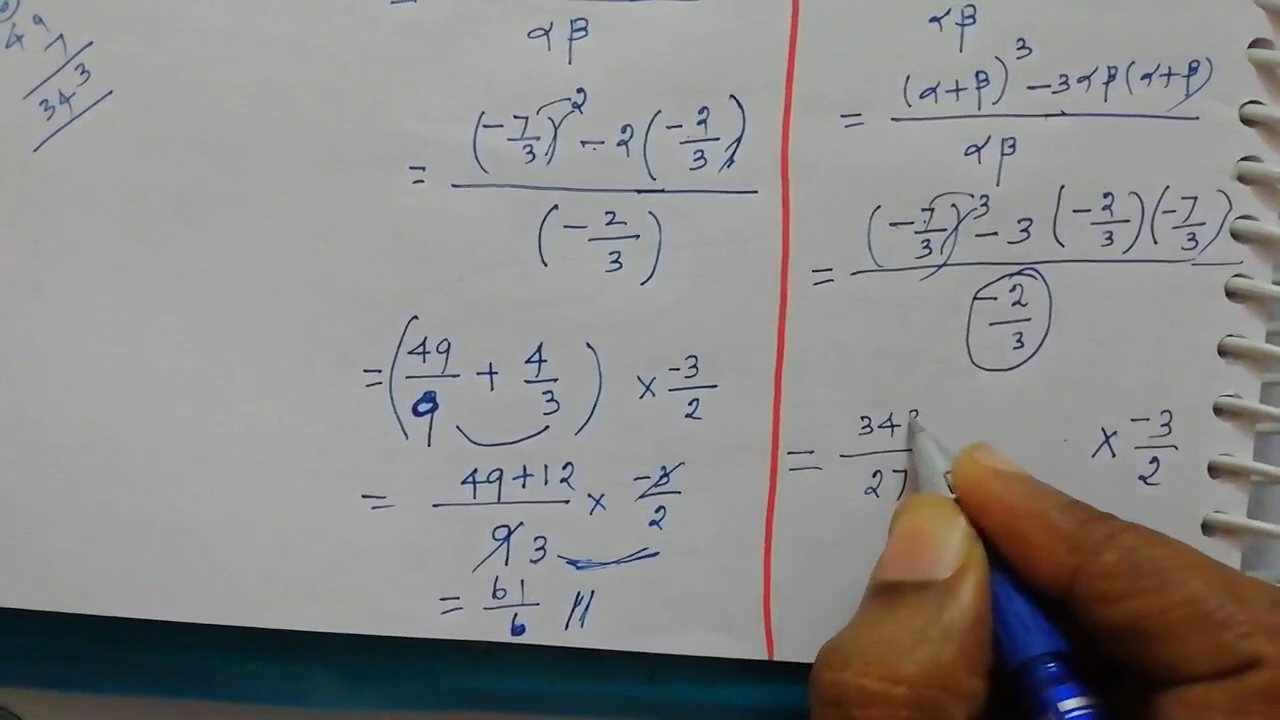 49
7
343
αβ
= ((-7/3)² - 2(-2/3)) / (-2/3)
= (49/9 + 4/3) × -3/2
= (49+12)/9 3 × -3/2
= 61/6 //
αβ
= ((α+β)³ - 3αβ(α+β)) / αβ
= ((-7/3)³ - 3(-2/3)(-7/3)) / (-2/3)
= 343/27 × -3/2